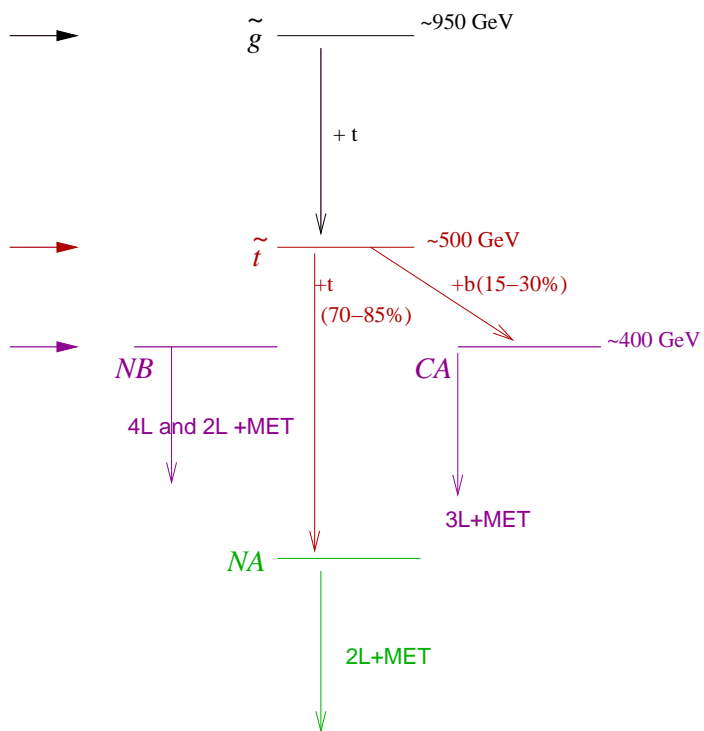 g̃
~950 GeV
+ t
t̃
~500 GeV
+t
(70–85%)
+b(15–30%)
NB
CA
~400 GeV
4L and 2L +MET
3L+MET
NA
2L+MET